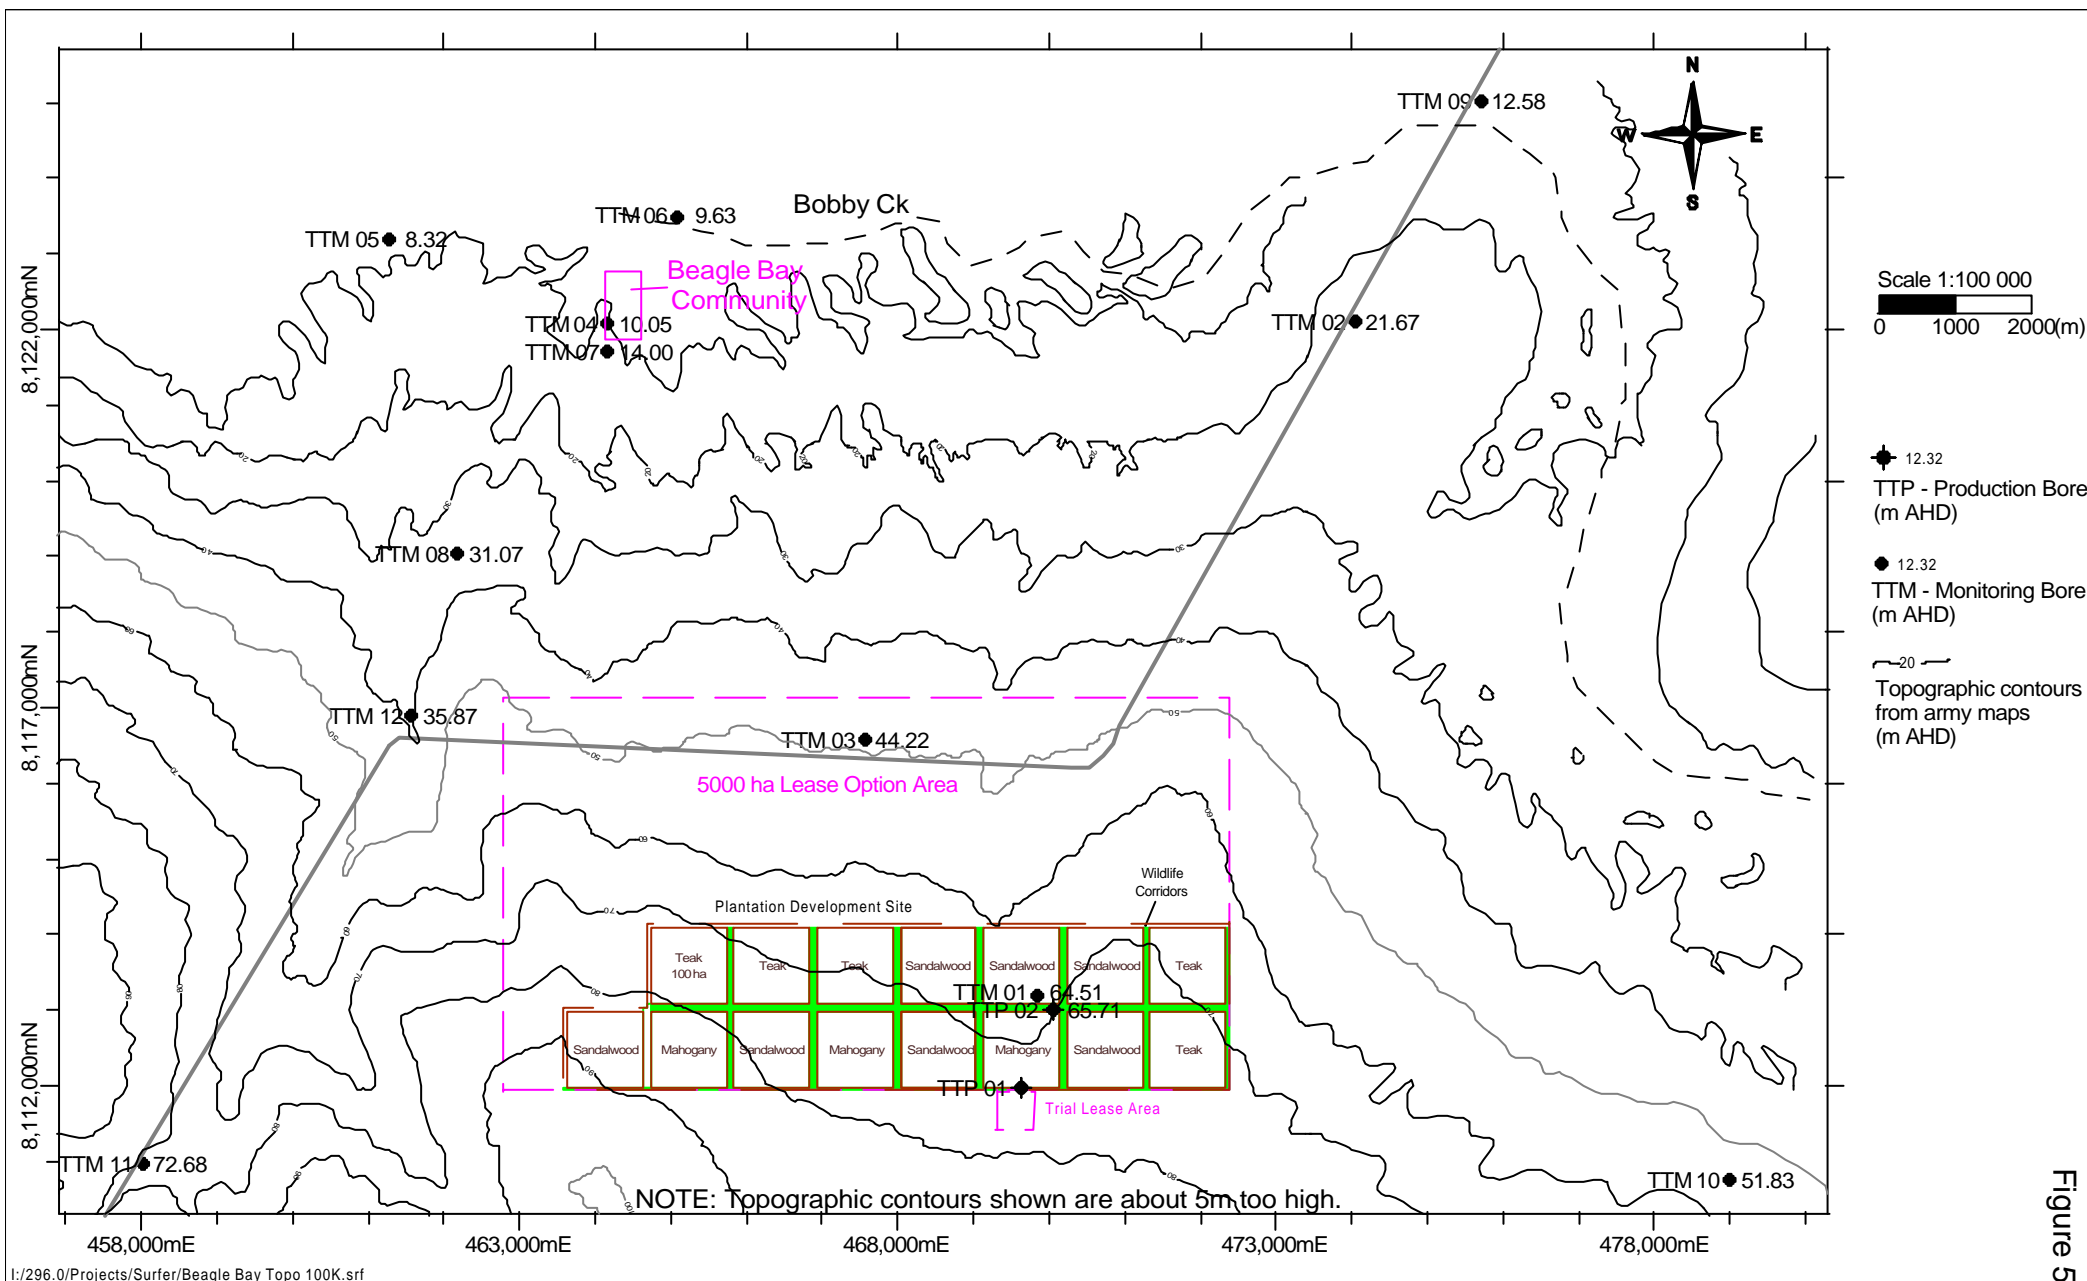 N
W
E
S
TTM 09 12.58
Bobby Ck
TTM 06 9.63
TTM 05 8.32
Beagle Bay
Community
TTM 04 10.05
TTM 07 14.00
TTM 02 21.67
TTM 08 31.07
TTM 12 35.87
TTM 03 44.22
5000 ha Lease Option Area
Wildlife
Corridors
Plantation Development Site
Teak
100 ha
Teak
Teak
Sandalwood
Sandalwood
Sandalwood
Teak
TTM 01 64.51
TTP 02 65.71
Sandalwood
Mahogany
Sandalwood
Mahogany
Sandalwood
Mahogany
Sandalwood
Teak
TTP 01
Trial Lease Area
TTM 11 72.68
TTM 10 51.83
NOTE: Topographic contours shown are about 5m too high.
8,122,000mN
8,117,000mN
8,112,000mN
458,000mE
463,000mE
468,000mE
473,000mE
478,000mE
Scale 1:100 000
0 1000 2000(m)
12.32
TTP - Production Bore
(m AHD)
12.32
TTM - Monitoring Bore
(m AHD)
20
Topographic contours
from army maps
(m AHD)
Figure 5
I:/296.0/Projects/Surfer/Beagle Bay Topo 100K.srf